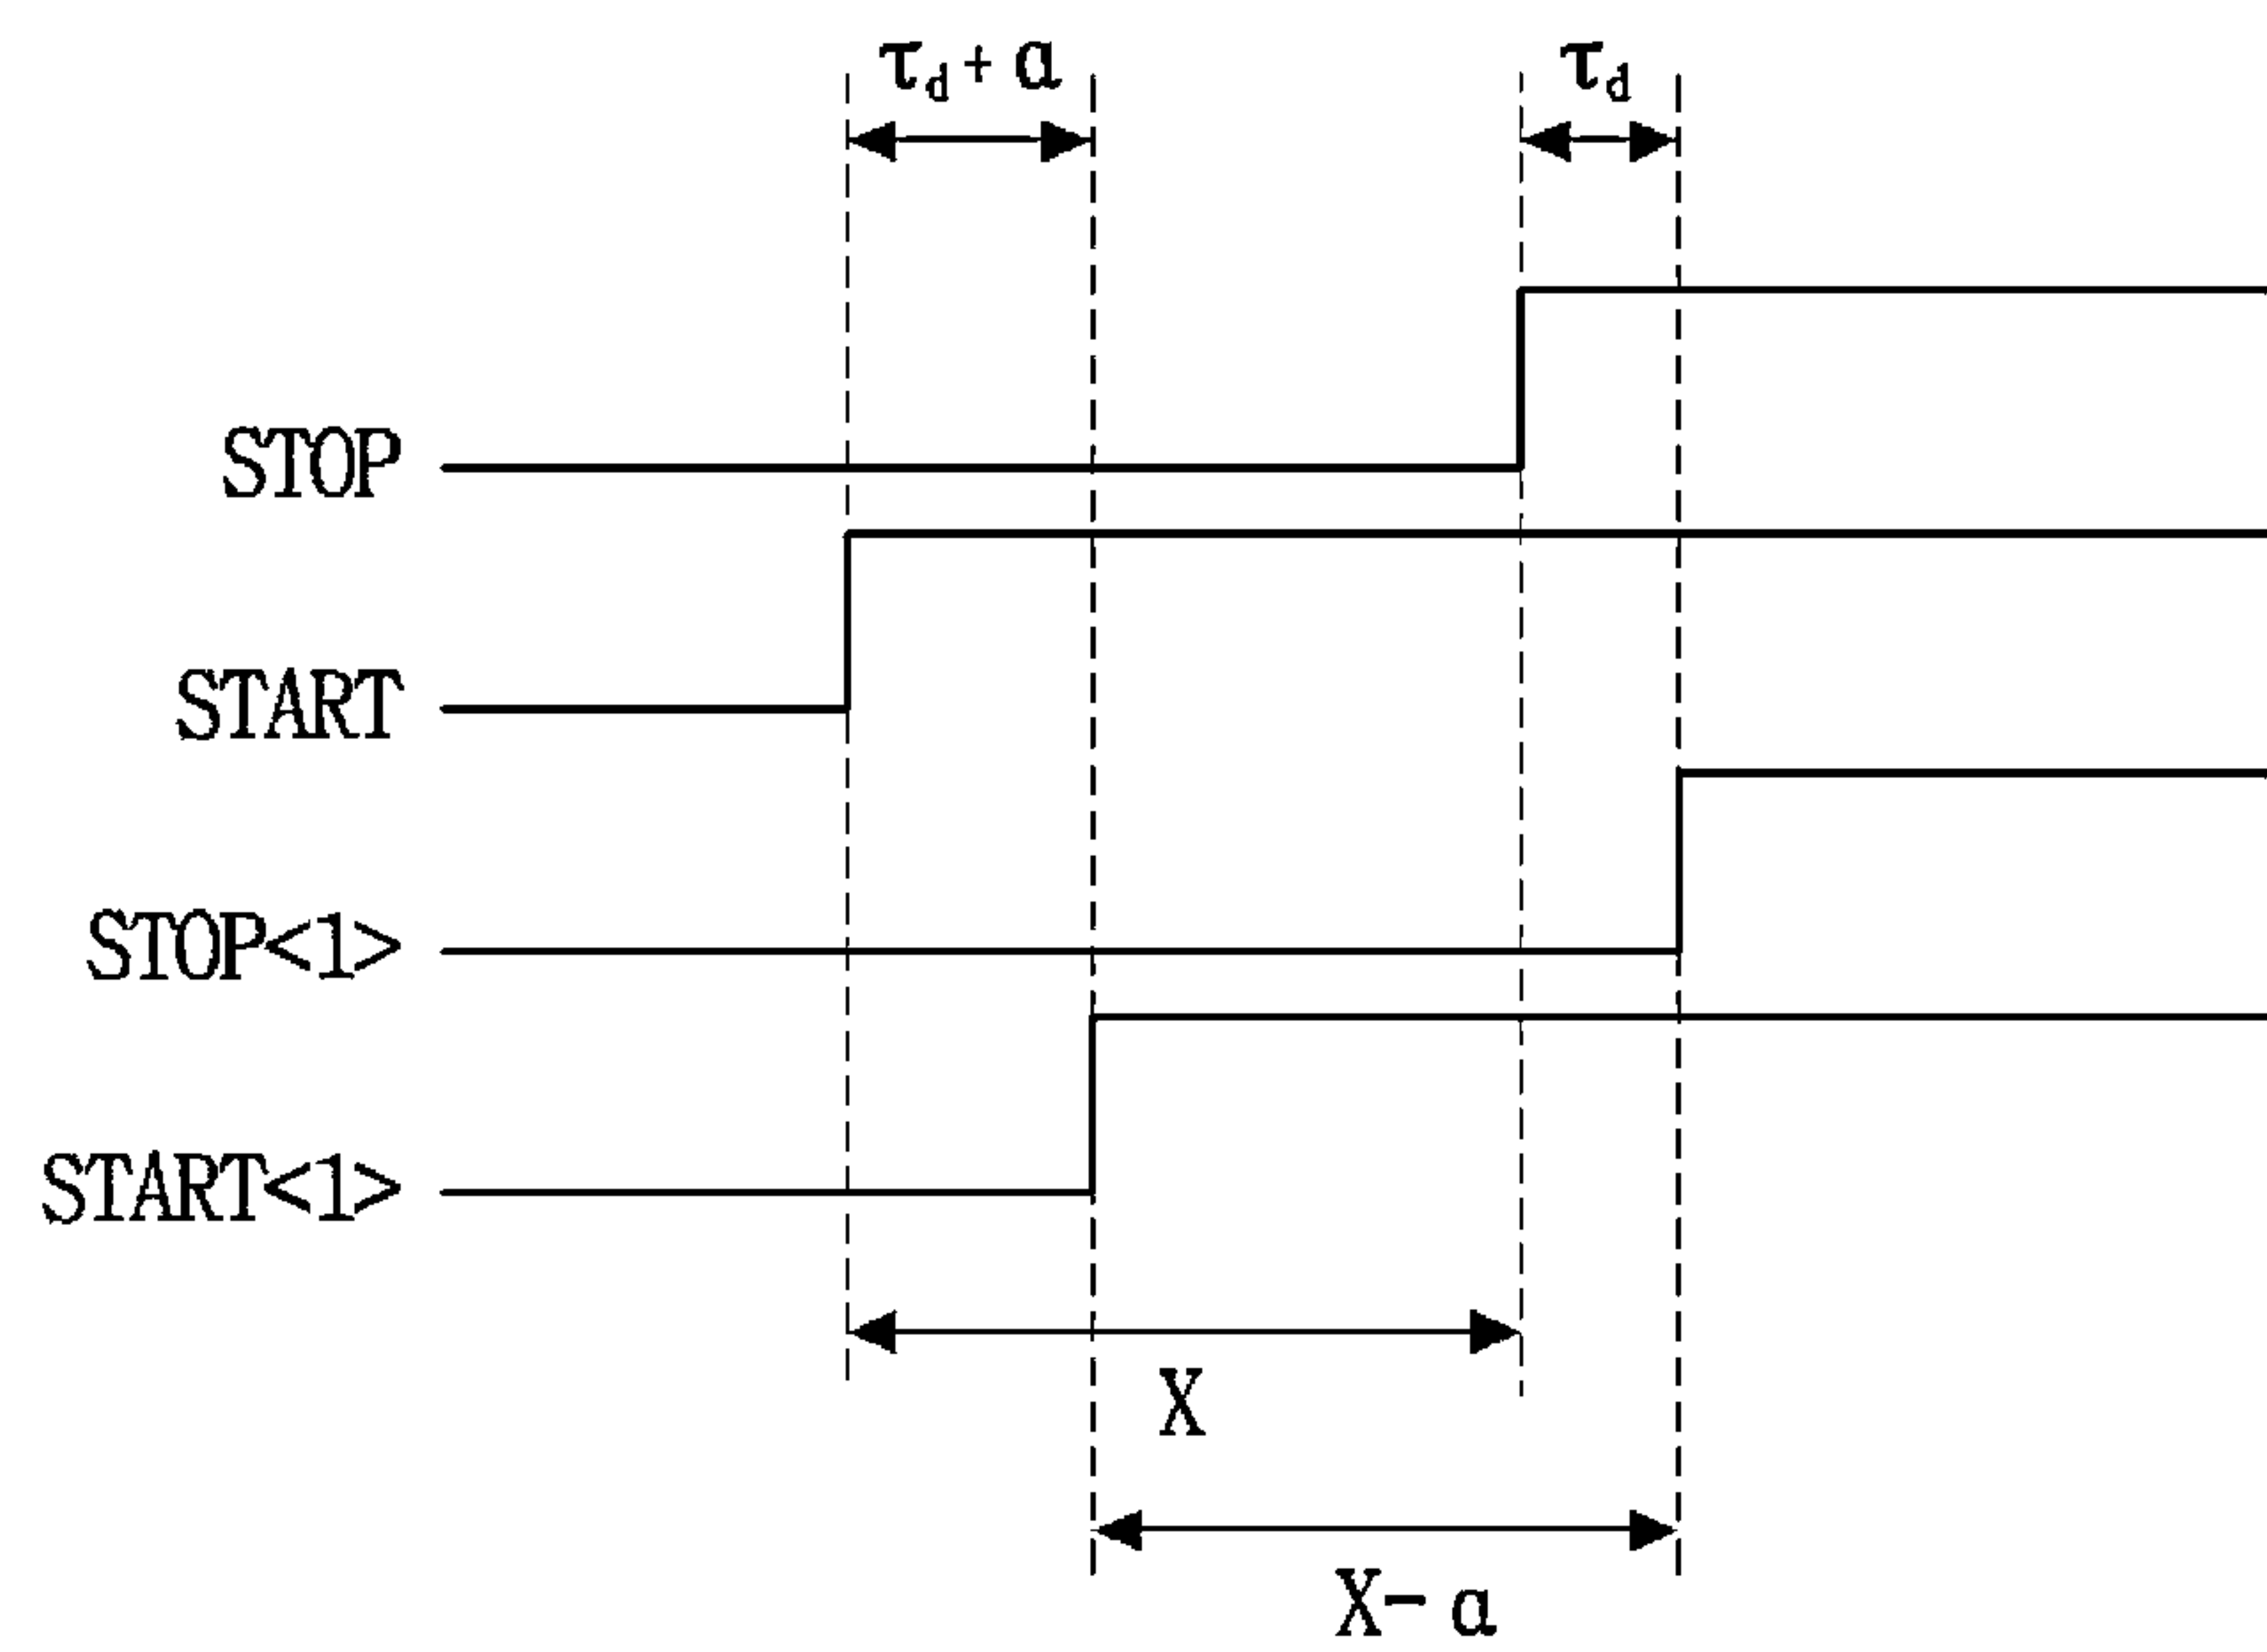 τd+ a
τd
STOP
START
STOP<1>
START<1>
X
X- a